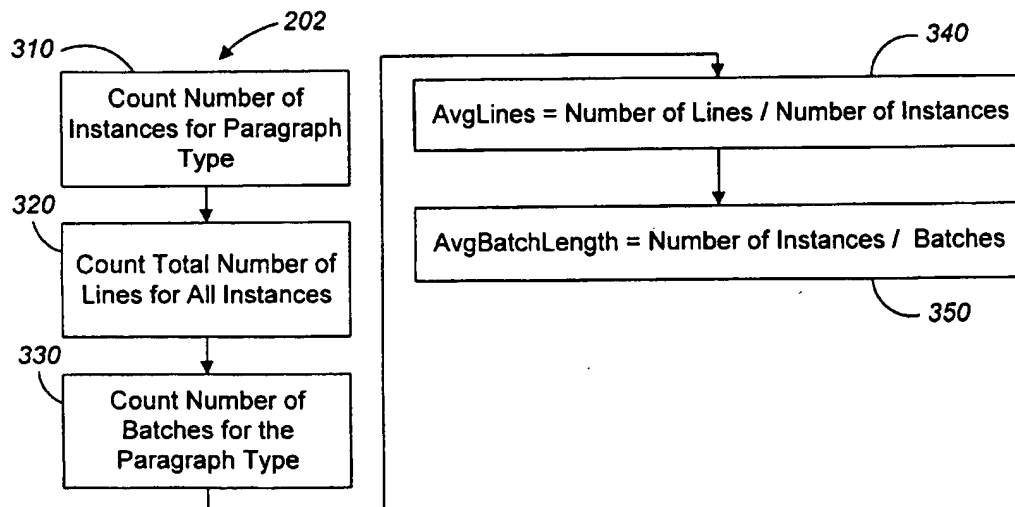 202
310
Count Number of
Instances for Paragraph
Type
320
Count Total Number of
Lines for All Instances
330
Count Number of
Batches for the
Paragraph Type
340
AvgLines = Number of Lines / Number of Instances
AvgBatchLength = Number of Instances / Batches
350